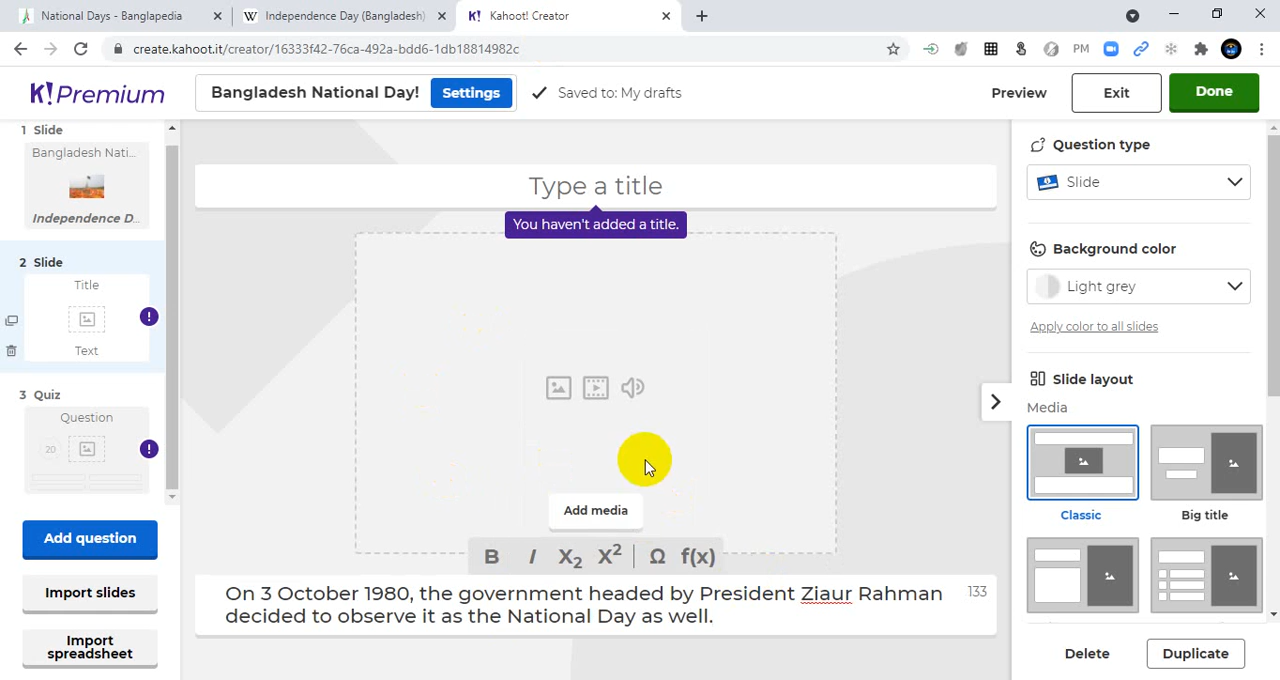 National Days - Banglapedia
Independence Day (Bangladesh)
K! Kahoot! Creator
create.kahoot.it/creator/16333f42-76ca-492a-bdd6-1db18814982c
PM
K!Premium
Bangladesh National Day!
Settings
Saved to: My drafts
Preview
Exit
Done
1 Slide
Bangladesh Nati...
Independence D...
2 Slide
Title
Text
3 Quiz
Question
20
Add question
Import slides
Import
spreadsheet
Type a title
You haven't added a title.
Add media
B I X₂ X² Ω f(x)
On 3 October 1980, the government headed by President Ziaur Rahman
decided to observe it as the National Day as well.
133
Question type
Slide
Background color
Light grey
Apply color to all slides
Slide layout
Media
Classic
Big title
Delete
Duplicate